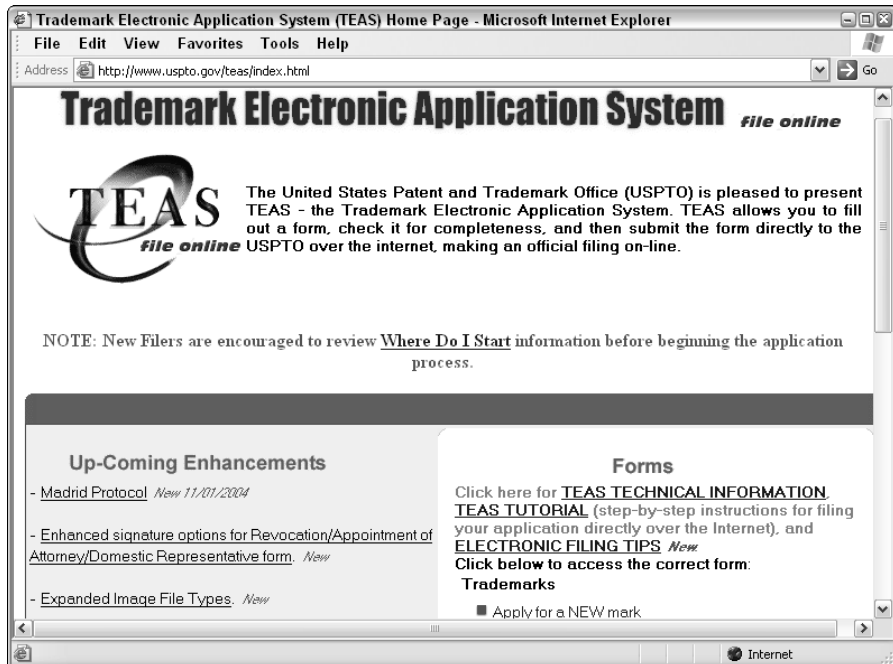 Trademark Electronic Application System (TEAS) Home Page - Microsoft Internet Explorer
File Edit View Favorites Tools Help
Address http://www.uspto.gov/teas/index.html Go
Trademark Electronic Application System file online
TEAS
file online
The United States Patent and Trademark Office (USPTO) is pleased to present
TEAS - the Trademark Electronic Application System. TEAS allows you to fill
out a form, check it for completeness, and then submit the form directly to the
USPTO over the internet, making an official filing on-line.
NOTE: New Filers are encouraged to review Where Do I Start information before beginning the application
process.
Up-Coming Enhancements
- Madrid Protocol New 11/01/2004
- Enhanced signature options for Revocation/Appointment of
Attorney/Domestic Representative form. New
- Expanded Image File Types. New
Forms
Click here for TEAS TECHNICAL INFORMATION,
TEAS TUTORIAL (step-by-step instructions for filing
your application directly over the Internet), and
ELECTRONIC FILING TIPS New
Click below to access the correct form:
Trademarks
Apply for a NEW mark
Internet